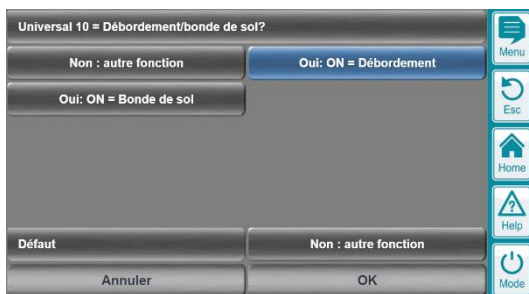 Universal 10 = Débordement/bonde de sol?
Non : autre fonction
Oui: ON = Débordement
Oui: ON = Bonde de sol
Défaut
Non : autre fonction
Annuler
OK
Menu
Esc
Home
Help
Mode